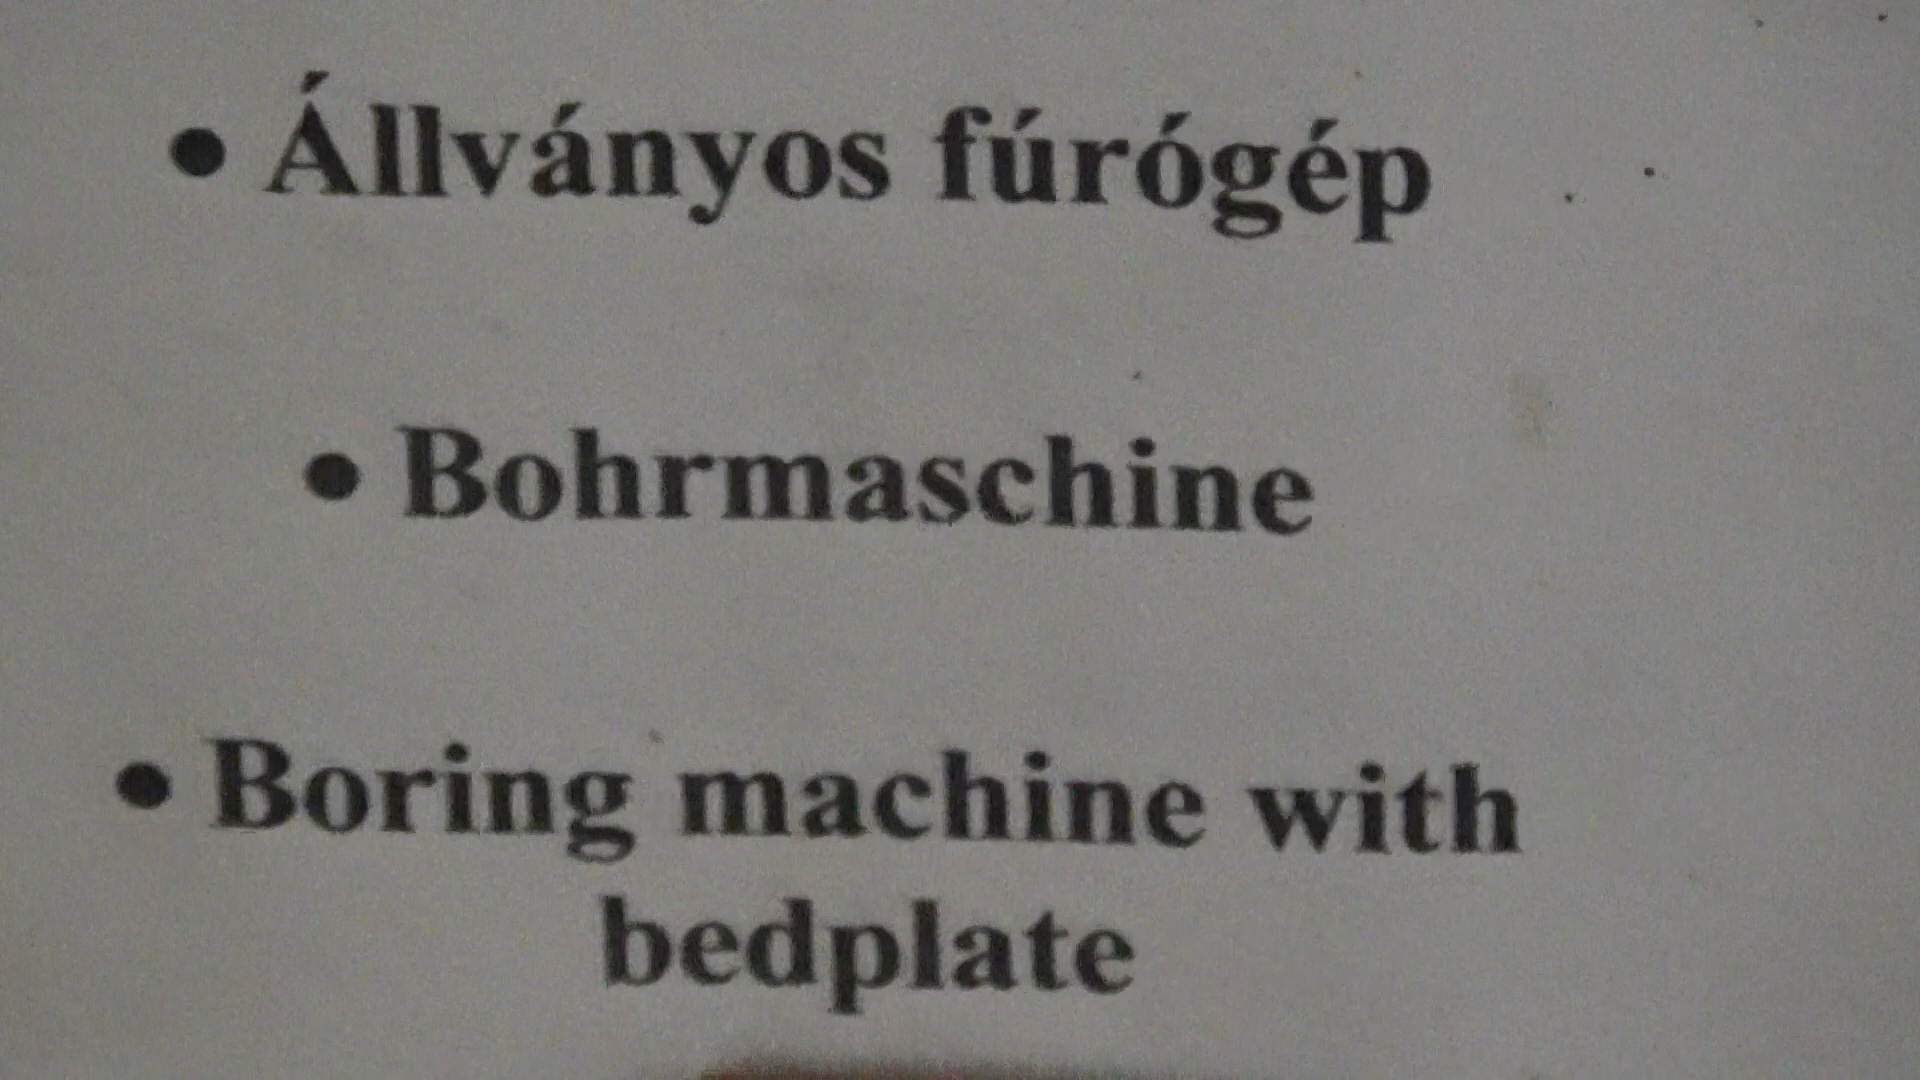 • Állványos fúrógép
• Bohrmaschine
• Boring machine with
bedplate